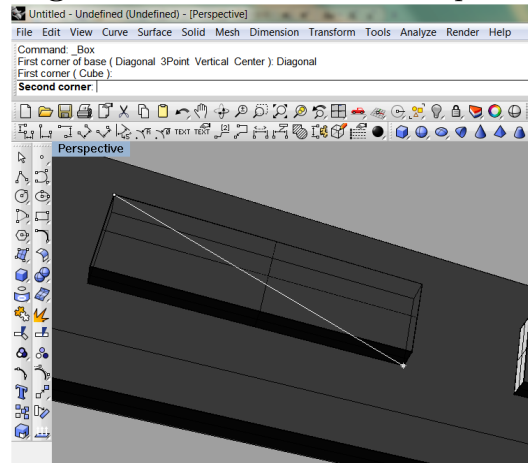 Untitled - Undefined (Undefined) - [Perspective]
File Edit View Curve Surface Solid Mesh Dimension Transform Tools Analyze Render Help
Command: _Box
First corner of base ( Diagonal 3Point Vertical Center ): Diagonal
First corner ( Cube ):
Second corner:
TEXT TEXT
Perspective